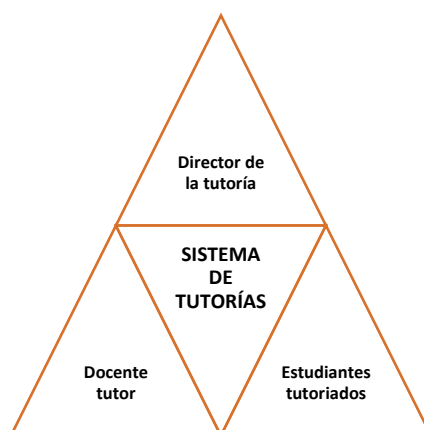 Director de
la tutoría
SISTEMA
DE
TUTORÍAS
Docente
tutor
Estudiantes
tutoriados